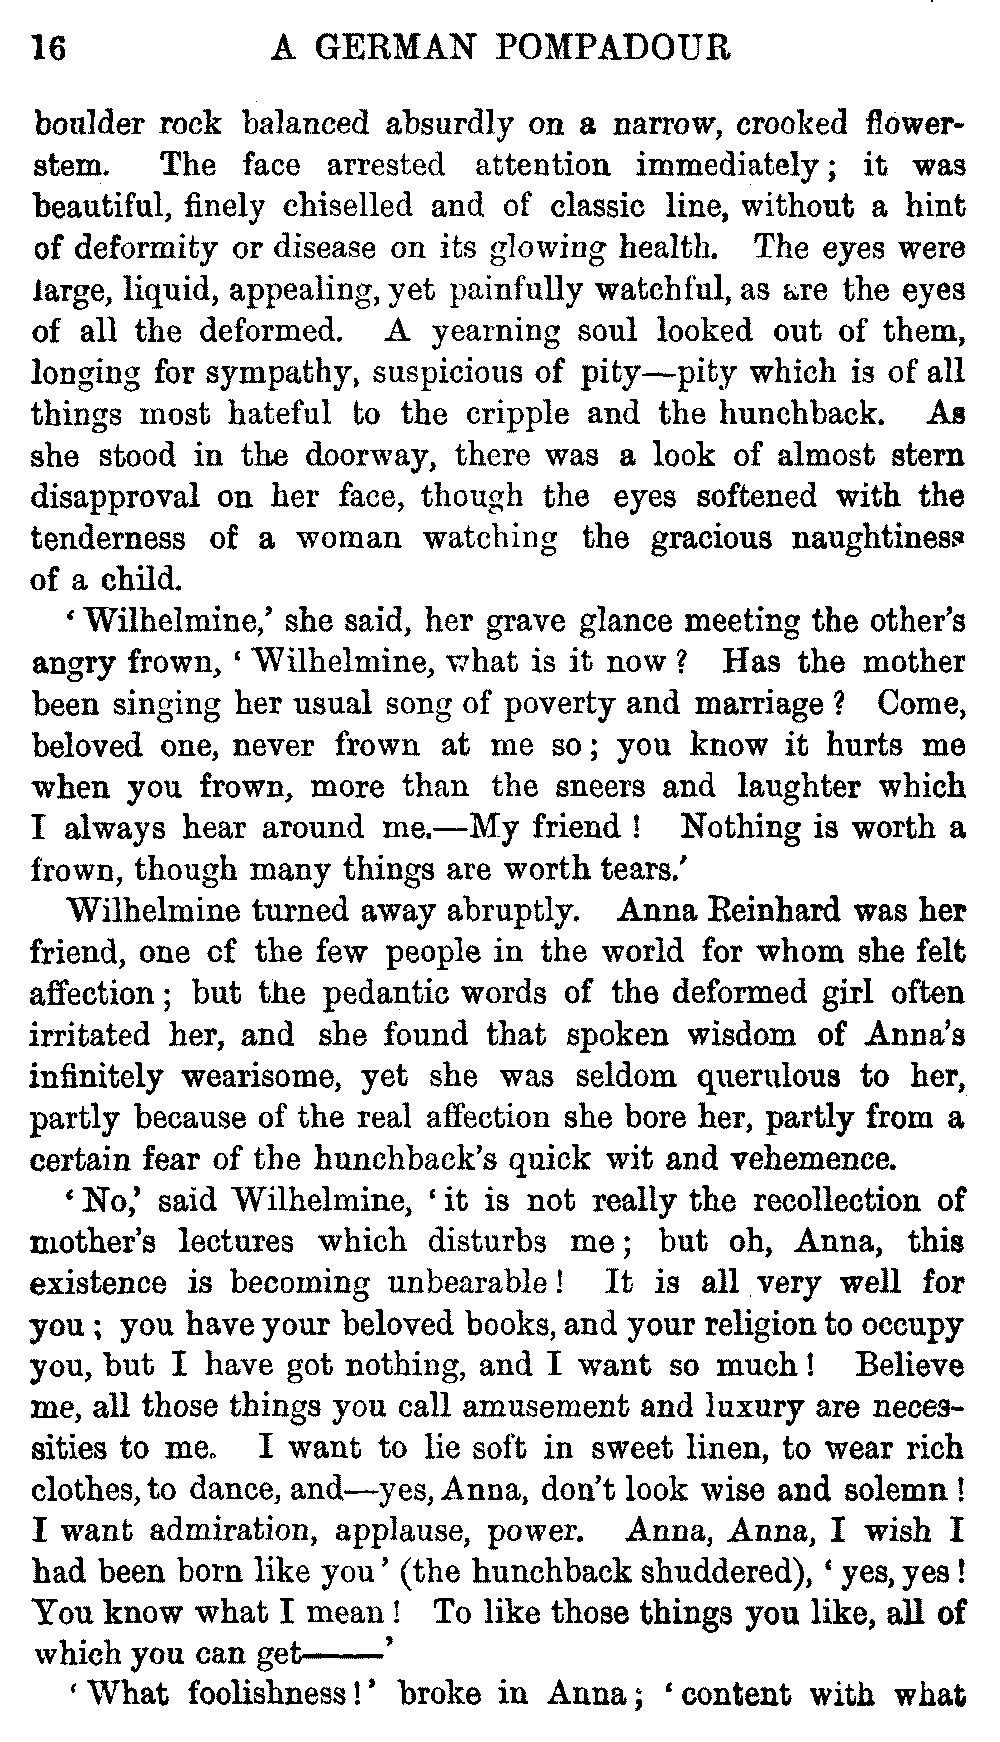 16 A GERMAN POMPADOUR
boulder rock balanced absurdly on a narrow, crooked flower-
stem. The face arrested attention immediately; it was
beautiful, finely chiselled and of classic line, without a hint
of deformity or disease on its glowing health. The eyes were
large, liquid, appealing, yet painfully watchful, as are the eyes
of all the deformed. A yearning soul looked out of them,
longing for sympathy, suspicious of pity—pity which is of all
things most hateful to the cripple and the hunchback. As
she stood in the doorway, there was a look of almost stern
disapproval on her face, though the eyes softened with the
tenderness of a woman watching the gracious naughtiness
of a child.
‘Wilhelmine,’ she said, her grave glance meeting the other’s
angry frown, ‘Wilhelmine, what is it now? Has the mother
been singing her usual song of poverty and marriage? Come,
beloved one, never frown at me so; you know it hurts me
when you frown, more than the sneers and laughter which
I always hear around me.—My friend! Nothing is worth a
frown, though many things are worth tears.’
Wilhelmine turned away abruptly. Anna Reinhard was her
friend, one of the few people in the world for whom she felt
affection; but the pedantic words of the deformed girl often
irritated her, and she found that spoken wisdom of Anna’s
infinitely wearisome, yet she was seldom querulous to her,
partly because of the real affection she bore her, partly from a
certain fear of the hunchback’s quick wit and vehemence.
‘No,’ said Wilhelmine, ‘it is not really the recollection of
mother’s lectures which disturbs me; but oh, Anna, this
existence is becoming unbearable! It is all very well for
you; you have your beloved books, and your religion to occupy
you, but I have got nothing, and I want so much! Believe
me, all those things you call amusement and luxury are neces-
sities to me. I want to lie soft in sweet linen, to wear rich
clothes, to dance, and—yes, Anna, don’t look wise and solemn!
I want admiration, applause, power. Anna, Anna, I wish I
had been born like you’ (the hunchback shuddered), ‘yes, yes!
You know what I mean! To like those things you like, all of
which you can get——’
‘What foolishness!’ broke in Anna; ‘content with what